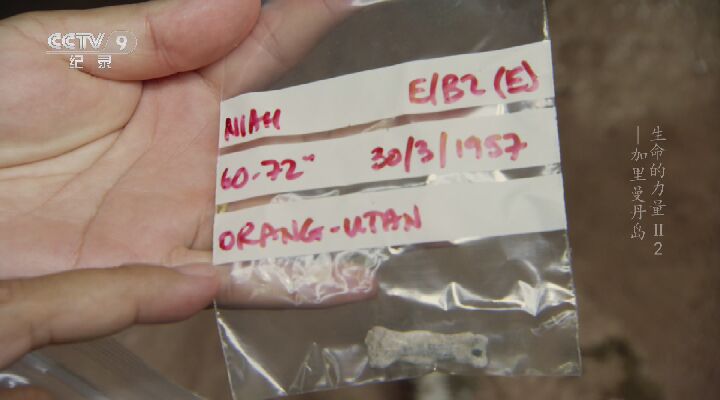 CCTV 9
纪录
NIAH E/B2 (E)
60-72" 30/3/1957
ORANG-UTAN
生命的力量 II 2
—加里曼丹岛